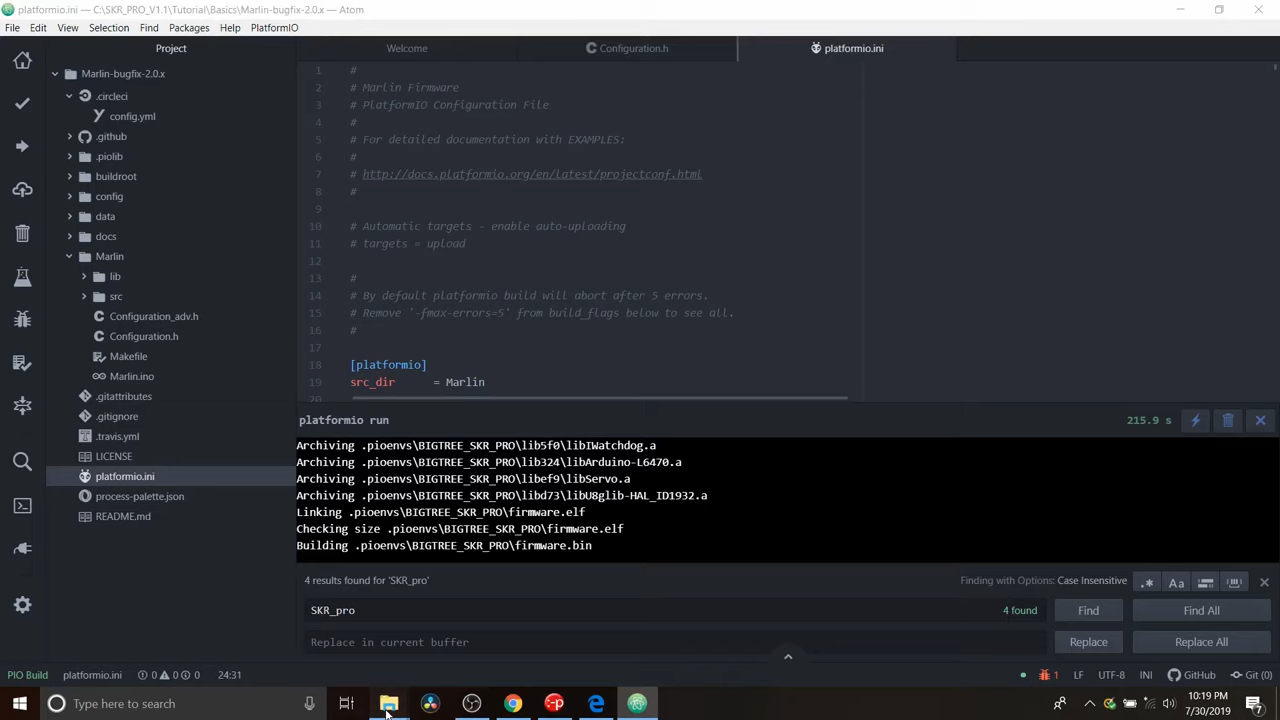 platformio.ini — C:\SKR_PRO_V1.1\Tutorial\Basics\Marlin-bugfix-2.0.x — Atom
File Edit View Selection Find Packages Help PlatformIO
Project
Welcome
Configuration.h
platformio.ini
Marlin-bugfix-2.0.x
.circleci
config.yml
.github
.piolib
buildroot
config
data
docs
Marlin
lib
src
Configuration_adv.h
Configuration.h
Makefile
Marlin.ino
.gitattributes
.gitignore
.travis.yml
LICENSE
platformio.ini
process-palette.json
README.md
1 #
2 # Marlin Firmware
3 # PlatformIO Configuration File
4 #
5 # For detailed documentation with EXAMPLES:
6 #
7 # http://docs.platformio.org/en/latest/projectconf.html
8 #
9
10 # Automatic targets - enable auto-uploading
11 # targets = upload
12
13 #
14 # By default platformio build will abort after 5 errors.
15 # Remove '-fmax-errors=5' from build_flags below to see all.
16 #
17
18 [platformio]
19 src_dir = Marlin
20
platformio run
215.9 s
Archiving .pioenvs\BIGTREE_SKR_PRO\lib5f0\libIWatchdog.a
Archiving .pioenvs\BIGTREE_SKR_PRO\lib324\libArduino-L6470.a
Archiving .pioenvs\BIGTREE_SKR_PRO\libef9\libServo.a
Archiving .pioenvs\BIGTREE_SKR_PRO\libd73\libU8glib-HAL_ID1932.a
Linking .pioenvs\BIGTREE_SKR_PRO\firmware.elf
Checking size .pioenvs\BIGTREE_SKR_PRO\firmware.elf
Building .pioenvs\BIGTREE_SKR_PRO\firmware.bin
4 results found for 'SKR_pro'
Finding with Options: Case Insensitive
.* Aa
SKR_pro
4 found
Find
Find All
Replace in current buffer
Replace
Replace All
PIO Build platformio.ini 0 0 0 24:31
1 LF UTF-8 INI GitHub Git (0)
Type here to search
10:19 PM
7/30/2019